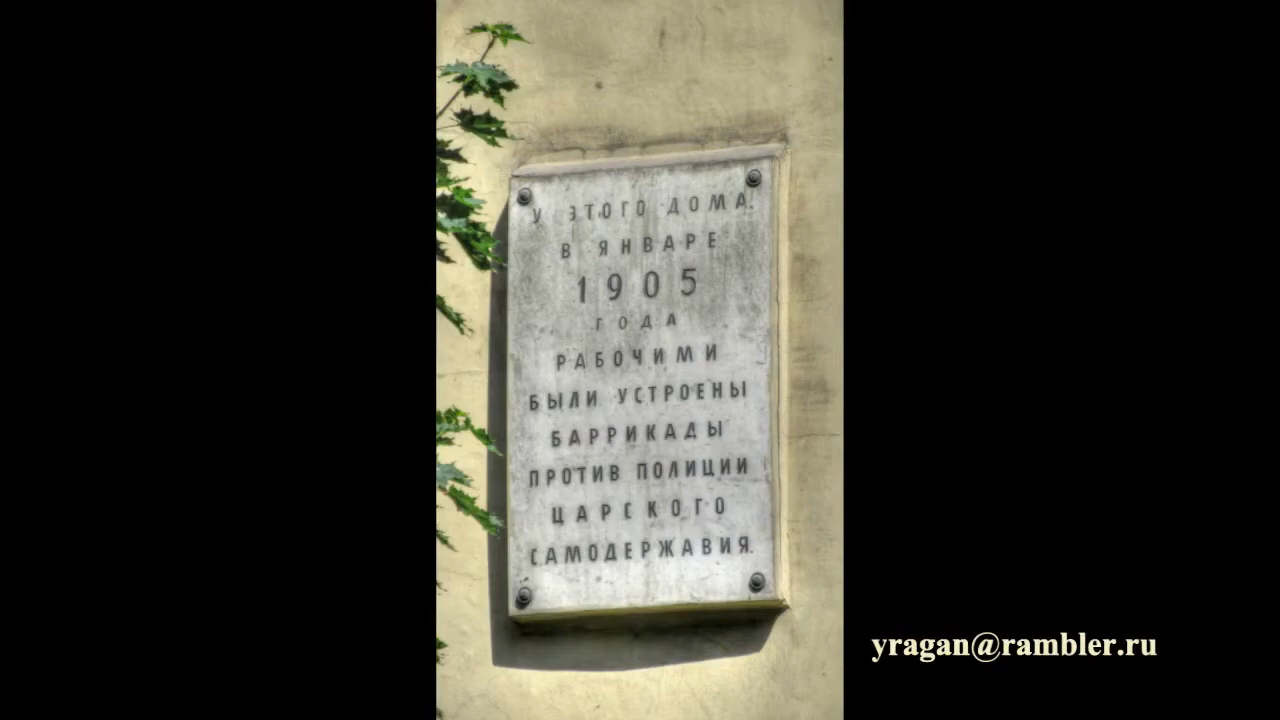 У ЭТОГО ДОМА
В ЯНВАРЕ
1905
ГОДА
РАБОЧИМИ
БЫЛИ УСТРОЕНЫ
БАРРИКАДЫ
ПРОТИВ ПОЛИЦИИ
ЦАРСКОГО
САМОДЕРЖАВИЯ.
yragan@rambler.ru